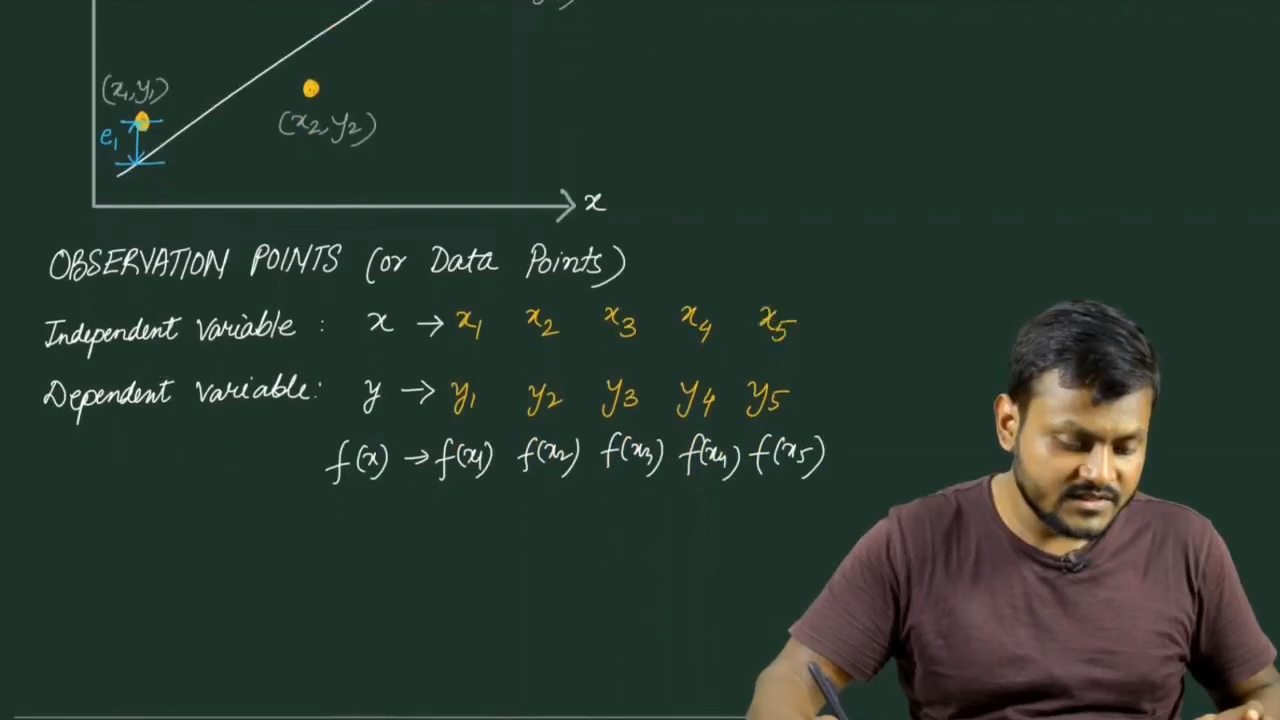 (x1, y1)
e1
(x2, y2)
x
OBSERVATION POINTS (or Data Points)
Independent variable : x → x1 x2 x3 x4 x5
Dependent variable: y → y1 y2 y3 y4 y5
f(x) → f(x1) f(x2) f(x3) f(x4) f(x5)